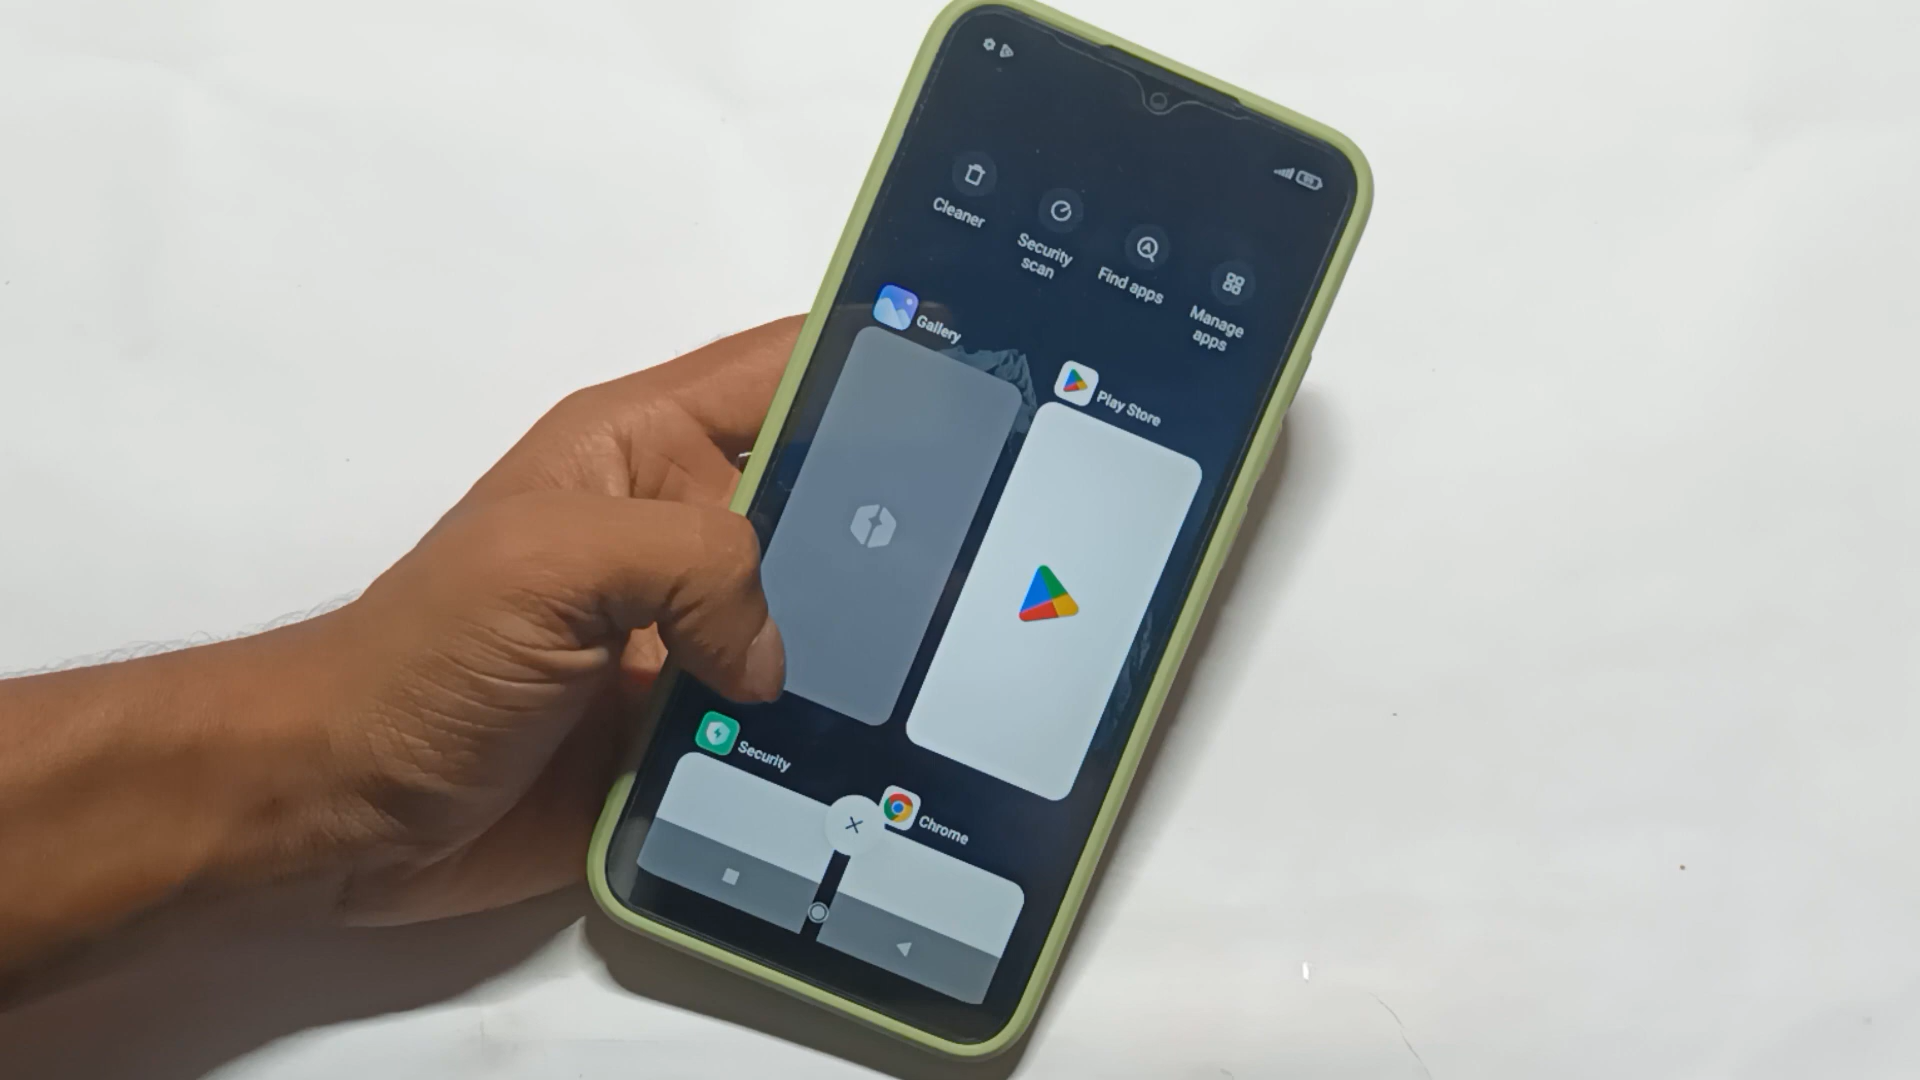 Cleaner
Security
scan
Find apps
Manage
apps
Gallery
Play Store
Security
Chrome